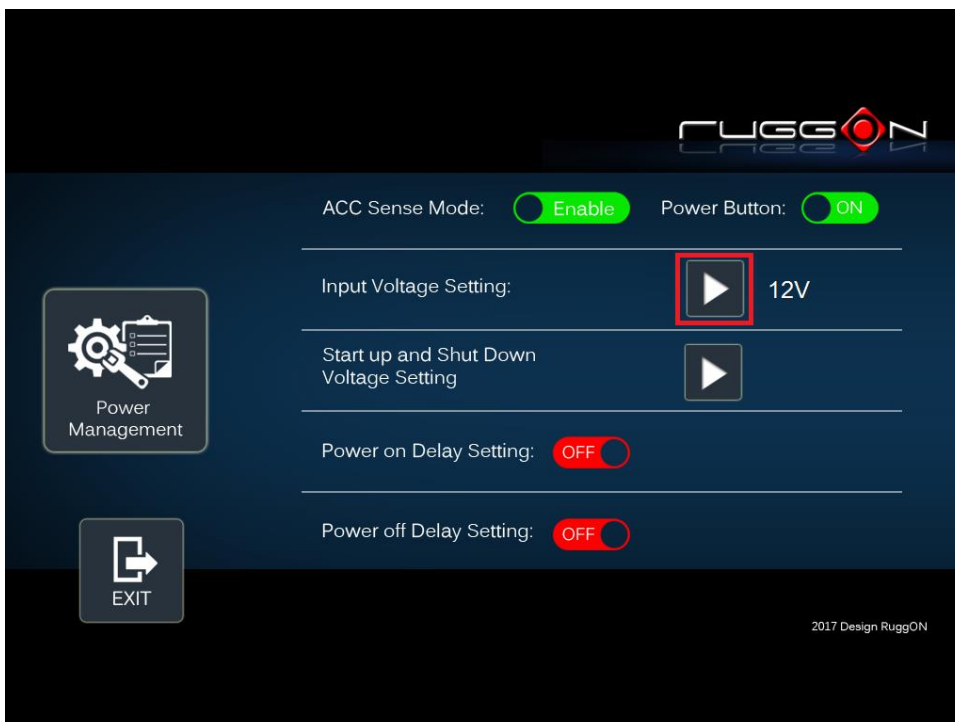 ruggON
ACC Sense Mode: Enable Power Button: ON
Input Voltage Setting: 12V
Start up and Shut Down
Voltage Setting
Power
Management
Power on Delay Setting: OFF
Power off Delay Setting: OFF
EXIT
2017 Design RuggON